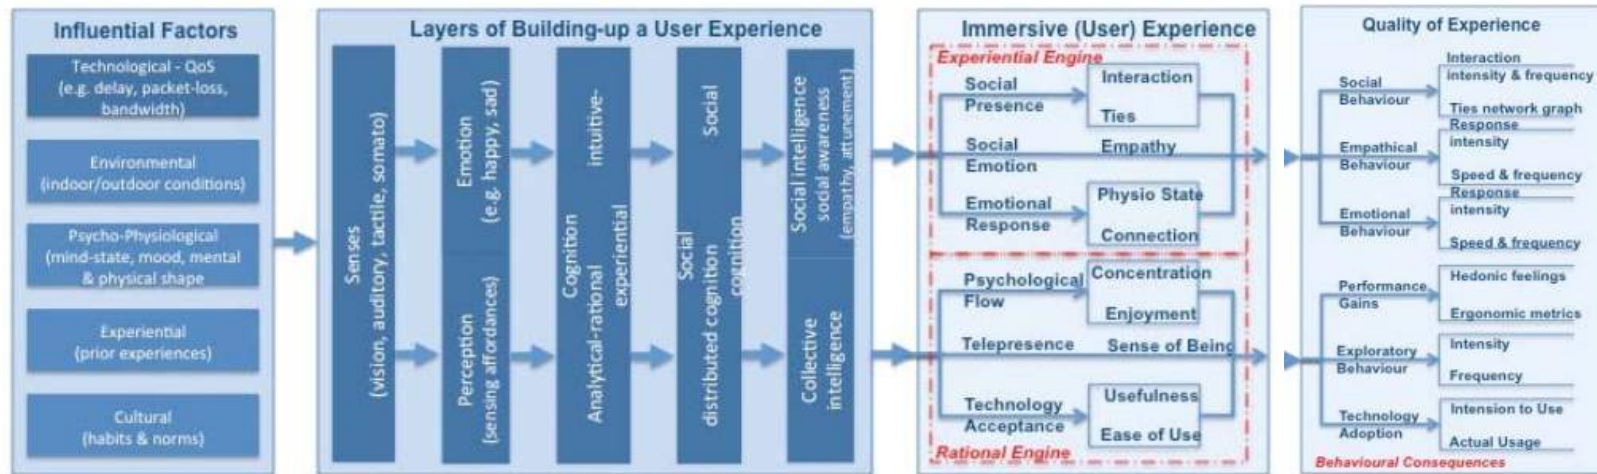 Influential Factors
Technological - QoS
(e.g. delay, packet-loss,
bandwidth)
Environmental
(indoor/outdoor conditions)
Psycho-Physiological
(mind-state, mood, mental
& physical shape
Experiential
(prior experiences)
Cultural
(habits & norms)
Layers of Building-up a User Experience
Senses
(vision, auditory, tactile, somato)
Emotion
(e.g. happy, sad)
Perception
(sensing affordances)
Cognition
Analytical-rational intuitive-
experiential
Social
distributed cognition Social
cognition
Social intelligence
social awareness
(empathy, attunement)
Collective
intelligence
Immersive (User) Experience
Experiential Engine
Social
Presence
Interaction
Ties
Social
Emotion
Empathy
Emotional
Response
Physio State
Connection
Psychological
Flow
Concentration
Enjoyment
Telepresence
Sense of Being
Technology
Acceptance
Usefulness
Ease of Use
Rational Engine
Quality of Experience
Social
Behaviour
Interaction
intensity & frequency
Ties network graph
Empathical
Behaviour
Response
intensity
Speed & frequency
Emotional
Behaviour
Response
intensity
Speed & frequency
Performance
Gains
Hedonic feelings
Ergonomic metrics
Exploratory
Behaviour
Intensity
Frequency
Technology
Adoption
Intension to Use
Actual Usage
Behavioural Consequences